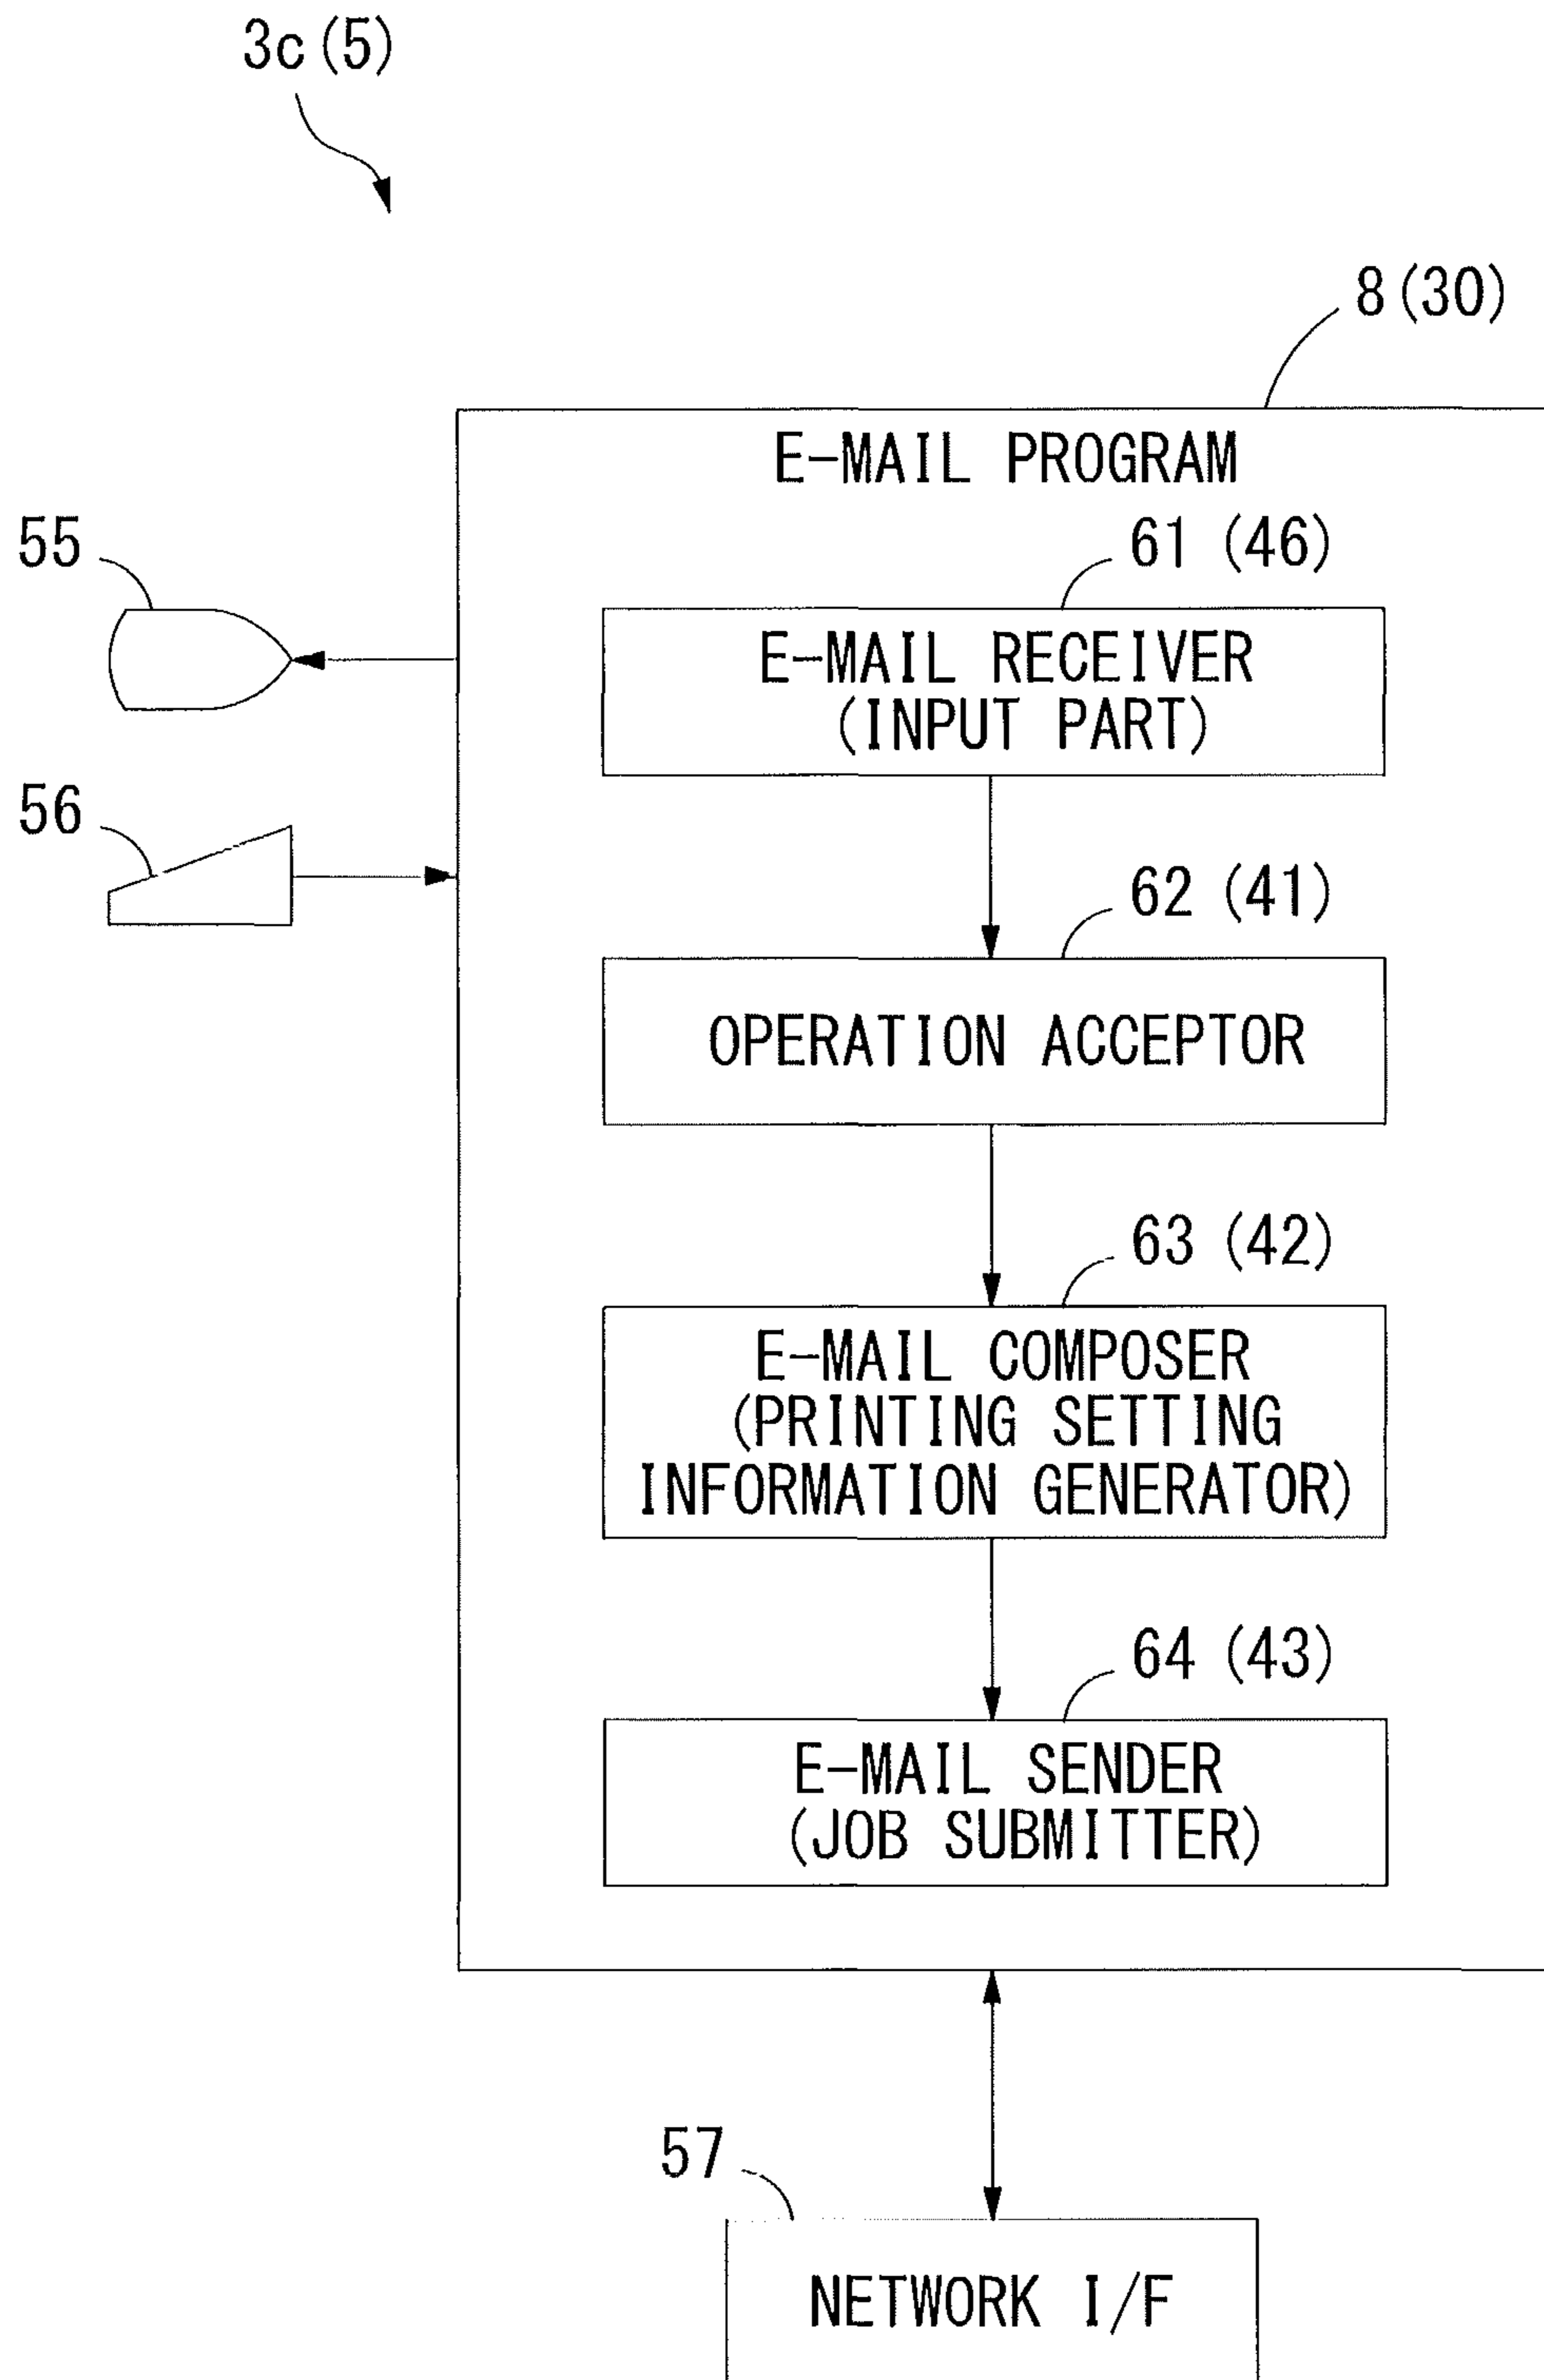 3c(5)
8(30)
E-MAIL PROGRAM
55
61 (46)
E-MAIL RECEIVER
(INPUT PART)
56
62 (41)
OPERATION ACCEPTOR
63 (42)
E-MAIL COMPOSER
(PRINTING SETTING
INFORMATION GENERATOR)
64 (43)
E-MAIL SENDER
(JOB SUBMITTER)
57
NETWORK I/F